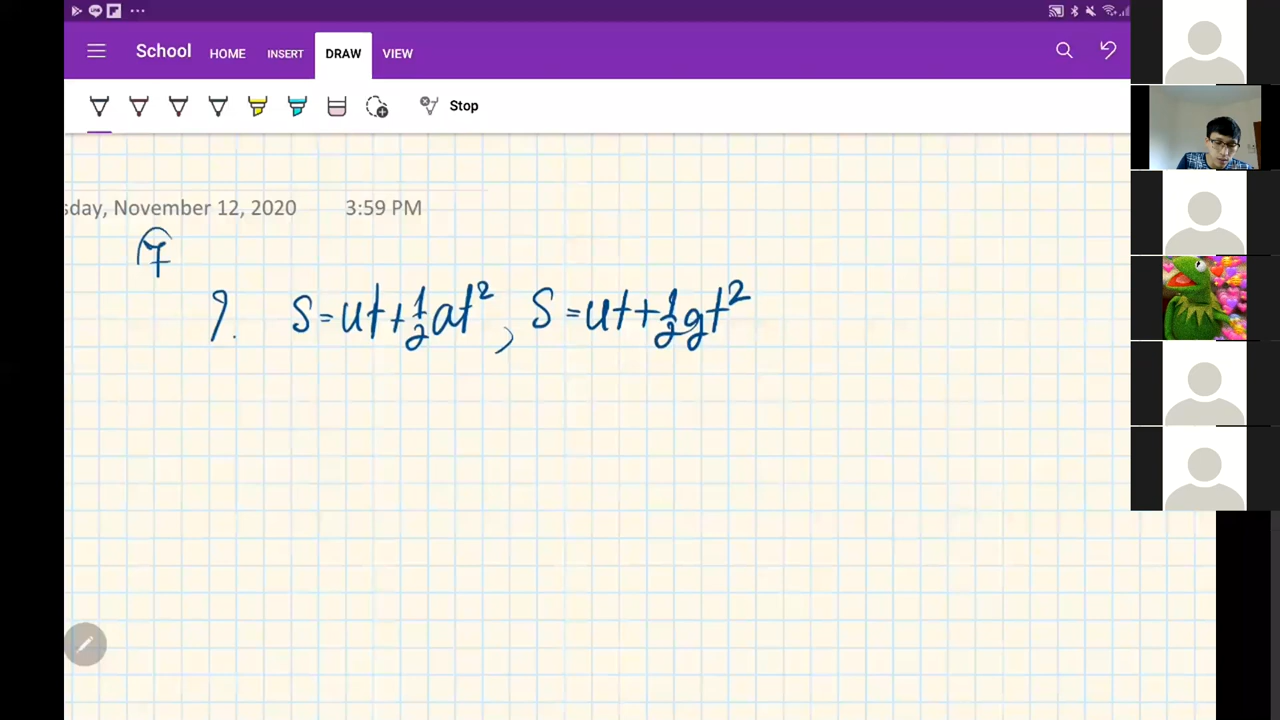 School HOME INSERT DRAW VIEW
Stop
sday, November 12, 2020 3:59 PM
7
9. S=ut+½at², S=ut+½gt²